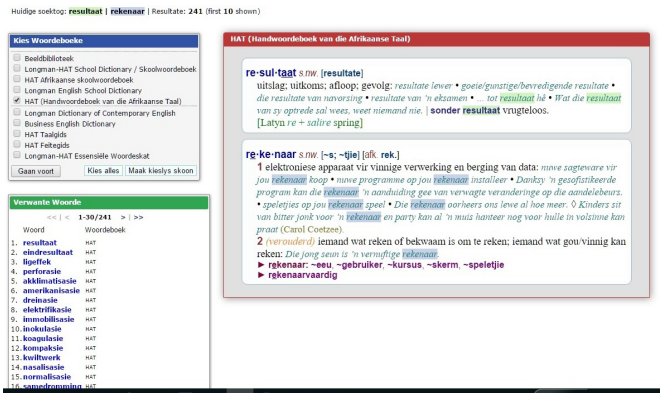 Huidige soektog: resultaat | rekenaar | Resultate: 241 (first 10 shown)
Kies Woordeboeke
Beeldbiblioteek
Longman-HAT School Dictionary / Skoolwoordeboek
HAT Afrikaanse skoolwoordeboek
Longman English School Dictionary
HAT (Handwoordeboek van die Afrikaanse Taal)
Longman Dictionary of Contemporary English
Business English Dictionary
HAT Taalgids
HAT Feitegids
Longman-HAT Essensiële Woordeskat
Gaan voort Kies alles Maak kieslys skoon
Verwante Woorde
<< | < 1-30/241 > | >>
Woord Woordeboek
1. resultaat HAT
2. eindresultaat HAT
3. ligeffek HAT
4. perforasie HAT
5. akklimatisasie HAT
6. amerikanisasie HAT
7. dreinasie HAT
8. elektrifikasie HAT
9. immobilisasie HAT
10. inokulasie HAT
11. koagulasie HAT
12. kompaksie HAT
13. kwiltwerk HAT
14. nasalisasie HAT
15. normalisasie HAT
16. samedromming HAT
HAT (Handwoordeboek van die Afrikaanse Taal)
re·sul·taat s.nw. [resultate]
uitslag; uitkoms; afloop; gevolg: resultate lewer • goeie/gunstige/bevredigende resultate •
die resultate van navorsing • resultate van 'n eksamen • ... tot resultaat hê • Wat die resultaat
van sy optrede sal wees, weet niemand nie. | sonder resultaat vrugteloos.
[Latyn re + salire spring]
re·ke·naar s.nw. [~s; ~tjie] [afk. rek.]
1 elektroniese apparaat vir vinnige verwerking en berging van data: nuwe sagteware vir
jou rekenaar koop • nuwe programme op jou rekenaar installeer • Danksy 'n gesofistikeerde
program kan die rekenaar 'n aanduiding gee van verwagte veranderinge op die aandelebeurs.
• speletjies op jou rekenaar speel • Die rekenaar oorheers ons lewe al hoe meer. ◊ Kinders sit
van bitter jonk voor 'n rekenaar en party kan al 'n muis hanteer nog voor hulle in volsinne kan
praat (Carol Coetzee).
2 (verouderd) iemand wat reken of bekwaam is om te reken; iemand wat gou/vinnig kan
reken: Die jong seun is 'n vernuftige rekenaar.
► rekenaar: ~eeu, ~gebruiker, ~kursus, ~skerm, ~speletjie
► rekenaarvaardig